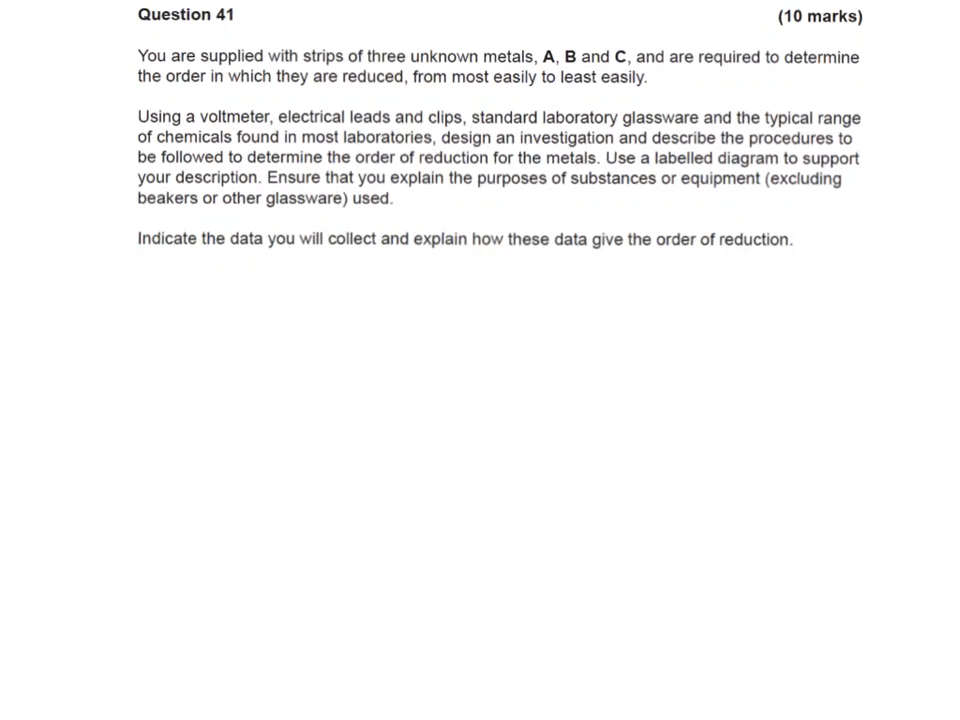 Question 41 (10 marks)
You are supplied with strips of three unknown metals, A, B and C, and are required to determine
the order in which they are reduced, from most easily to least easily.
Using a voltmeter, electrical leads and clips, standard laboratory glassware and the typical range
of chemicals found in most laboratories, design an investigation and describe the procedures to
be followed to determine the order of reduction for the metals. Use a labelled diagram to support
your description. Ensure that you explain the purposes of substances or equipment (excluding
beakers or other glassware) used.
Indicate the data you will collect and explain how these data give the order of reduction.